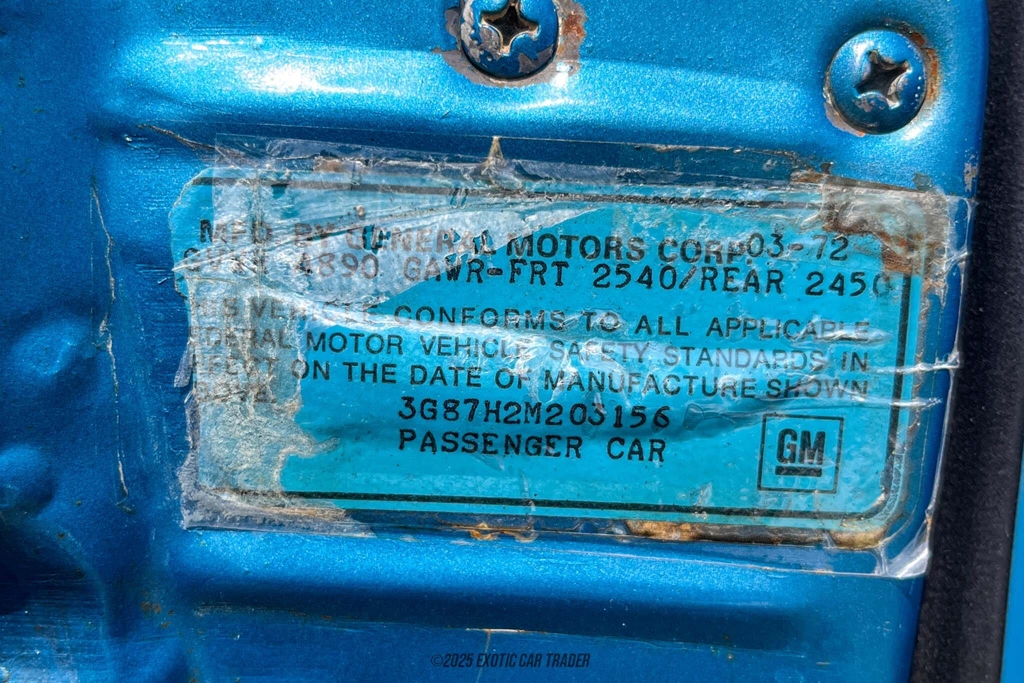 MFD BY GENERAL MOTORS CORP 03-72
GVWR 4890 GAWR-FRT 2540/REAR 2450
VEHICLE CONFORMS TO ALL APPLICABLE
MOTOR VEHICLE SAFETY STANDARDS IN
ON THE DATE OF MANUFACTURE SHOWN
3G87H2M203156
PASSENGER CAR
GM
©2025 EXOTIC CAR TRADER